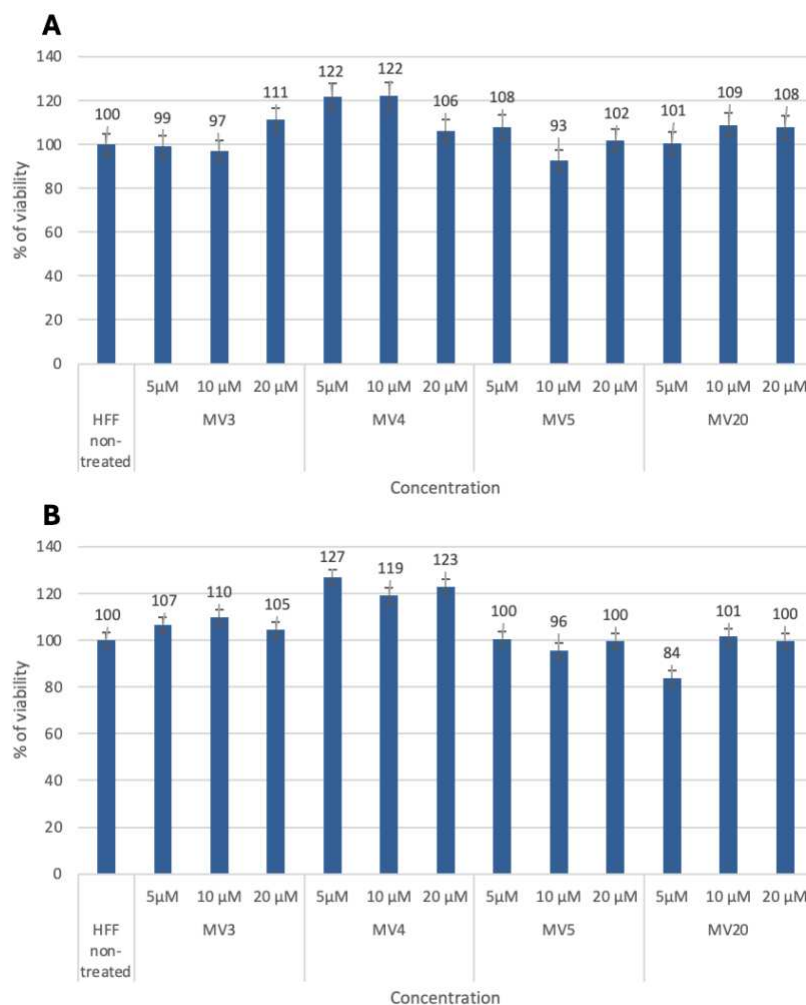 A
140
120
100
80
60
40
20
0
% of viability
100 99 97 111 122 122 106 108 93 102 101 109 108
5µM 10 µM 20 µM 5µM 10 µM 20 µM 5µM 10 µM 20 µM 5µM 10 µM 20 µM
HFF non-treated MV3 MV4 MV5 MV20
Concentration
B
140
120
100
80
60
40
20
0
% of viability
100 107 110 105 127 119 123 100 96 100 84 101 100
5µM 10 µM 20 µM 5µM 10 µM 20 µM 5µM 10 µM 20 µM 5µM 10 µM 20 µM
HFF non-treated MV3 MV4 MV5 MV20
Concentration